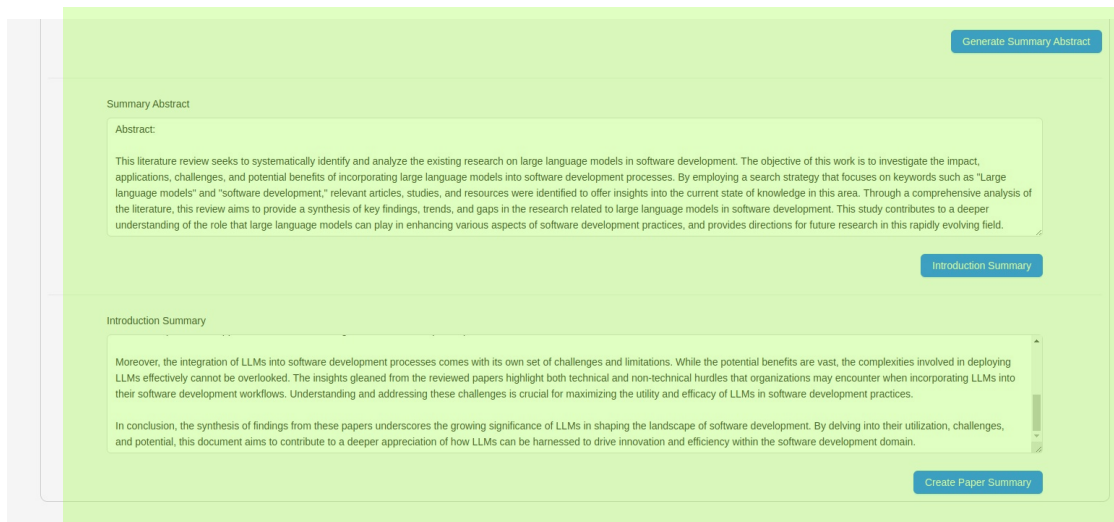 Generate Summary Abstract
Summary Abstract
Abstract:
This literature review seeks to systematically identify and analyze the existing research on large language models in software development. The objective of this work is to investigate the impact,
applications, challenges, and potential benefits of incorporating large language models into software development processes. By employing a search strategy that focuses on keywords such as "Large
language models" and "software development," relevant articles, studies, and resources were identified to offer insights into the current state of knowledge in this area. Through a comprehensive analysis of
the literature, this review aims to provide a synthesis of key findings, trends, and gaps in the research related to large language models in software development. This study contributes to a deeper
understanding of the role that large language models can play in enhancing various aspects of software development practices, and provides directions for future research in this rapidly evolving field.
Introduction Summary
Introduction Summary
Moreover, the integration of LLMs into software development processes comes with its own set of challenges and limitations. While the potential benefits are vast, the complexities involved in deploying
LLMs effectively cannot be overlooked. The insights gleaned from the reviewed papers highlight both technical and non-technical hurdles that organizations may encounter when incorporating LLMs into
their software development workflows. Understanding and addressing these challenges is crucial for maximizing the utility and efficacy of LLMs in software development practices.
In conclusion, the synthesis of findings from these papers underscores the growing significance of LLMs in shaping the landscape of software development. By delving into their utilization, challenges,
and potential, this document aims to contribute to a deeper appreciation of how LLMs can be harnessed to drive innovation and efficiency within the software development domain.
Create Paper Summary